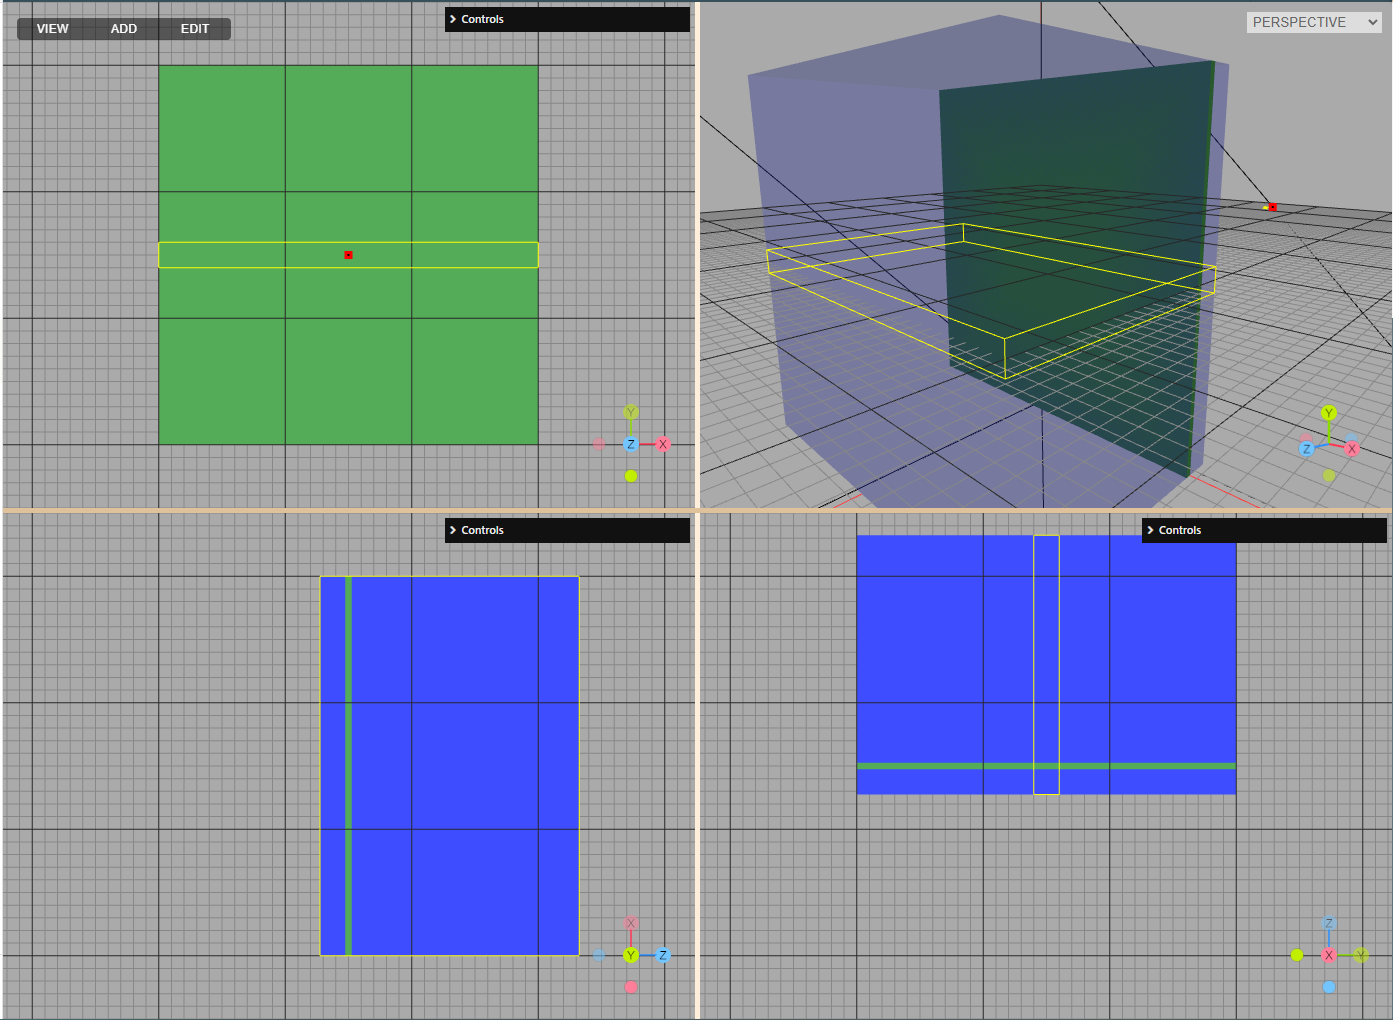 VIEW ADD EDIT
Controls
PERSPECTIVE
Y
Z X
Y
Z X
Controls
Controls
X
Y Z
Z
X Y